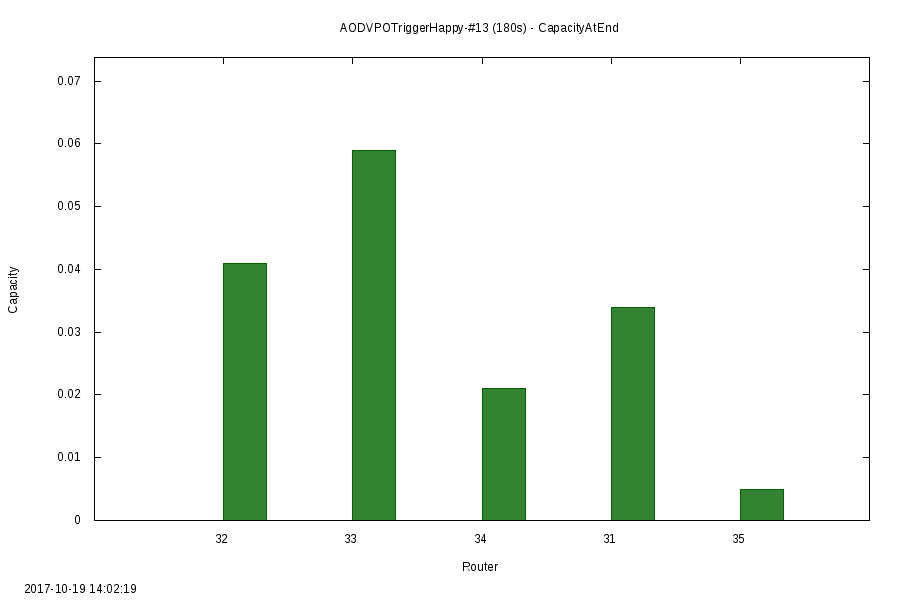 AODVPOTriggerHappy-#13 (180s) - CapacityAtEnd
0.07
0.06
0.05
0.04
0.03
0.02
0.01
0
Capacity
32 33 34 31 35
Router
2017-10-19 14:02:19